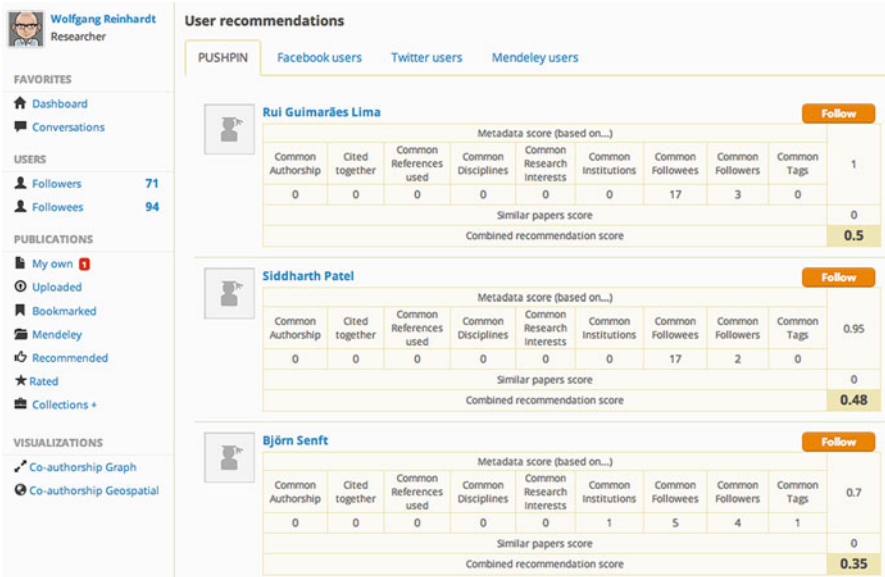 Wolfgang Reinhardt
Researcher
FAVORITES
Dashboard
Conversations
USERS
Followers 71
Followees 94
PUBLICATIONS
My own 1
Uploaded
Bookmarked
Mendeley
Recommended
Rated
Collections +
VISUALIZATIONS
Co-authorship Graph
Co-authorship Geospatial
User recommendations
PUSHPIN Facebook users Twitter users Mendeley users
Rui Guimarães Lima Follow
Metadata score (based on...)
Common Authorship Cited together Common References used Common Disciplines Common Research Interests Common Institutions Common Followees Common Followers Common Tags 1
0 0 0 0 0 0 17 3 0
Similar papers score 0
Combined recommendation score 0.5
Siddharth Patel Follow
Metadata score (based on...)
Common Authorship Cited together Common References used Common Disciplines Common Research Interests Common Institutions Common Followees Common Followers Common Tags 0.95
0 0 0 0 0 0 17 2 0
Similar papers score 0
Combined recommendation score 0.48
Björn Senft Follow
Metadata score (based on...)
Common Authorship Cited together Common References used Common Disciplines Common Research Interests Common Institutions Common Followees Common Followers Common Tags 0.7
0 0 0 0 0 1 5 4 1
Similar papers score 0
Combined recommendation score 0.35